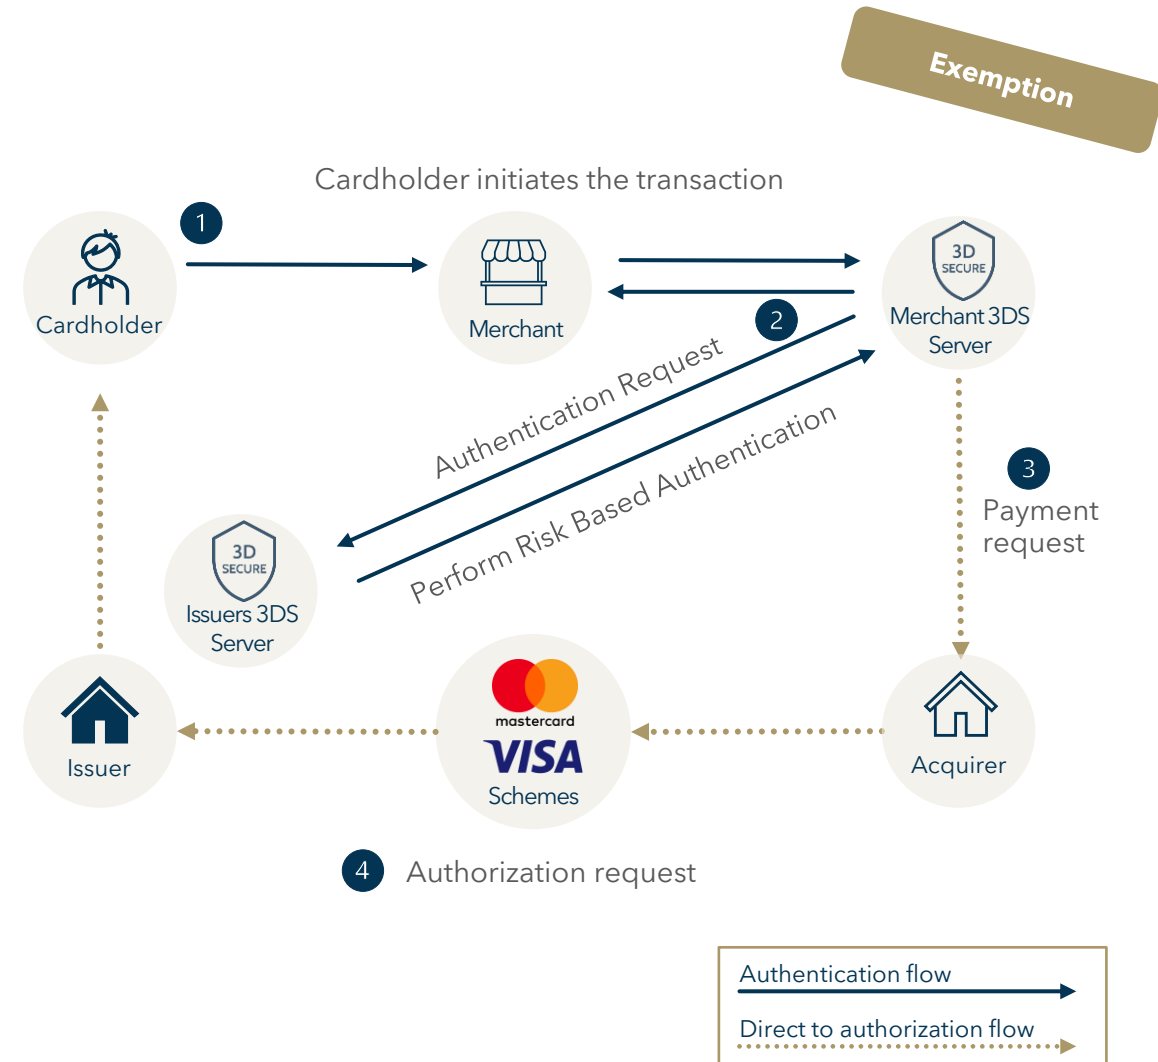 Exemption
Cardholder initiates the transaction
1
Cardholder
Merchant
3D
SECURE
Merchant 3DS
Server
2
Authentication Request
Perform Risk Based Authentication
3
Payment
request
3D
SECURE
Issuers 3DS
Server
Issuer
mastercard
VISA
Schemes
Acquirer
4
Authorization request
Authentication flow
Direct to authorization flow